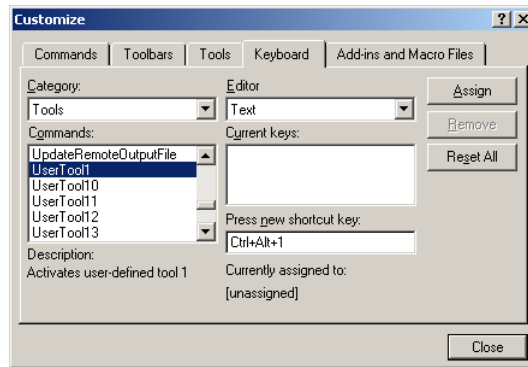 Customize
Commands
Toolbars
Tools
Keyboard
Add-ins and Macro Files
Category:
Tools
Commands:
UpdateRemoteOutputFile
UserTool1
UserTool10
UserTool11
UserTool12
UserTool13
Description:
Activates user-defined tool 1
Editor
Text
Current keys:
Press new shortcut key:
Ctrl+Alt+1
Currently assigned to:
[unassigned]
Assign
Remove
Reset All
Close